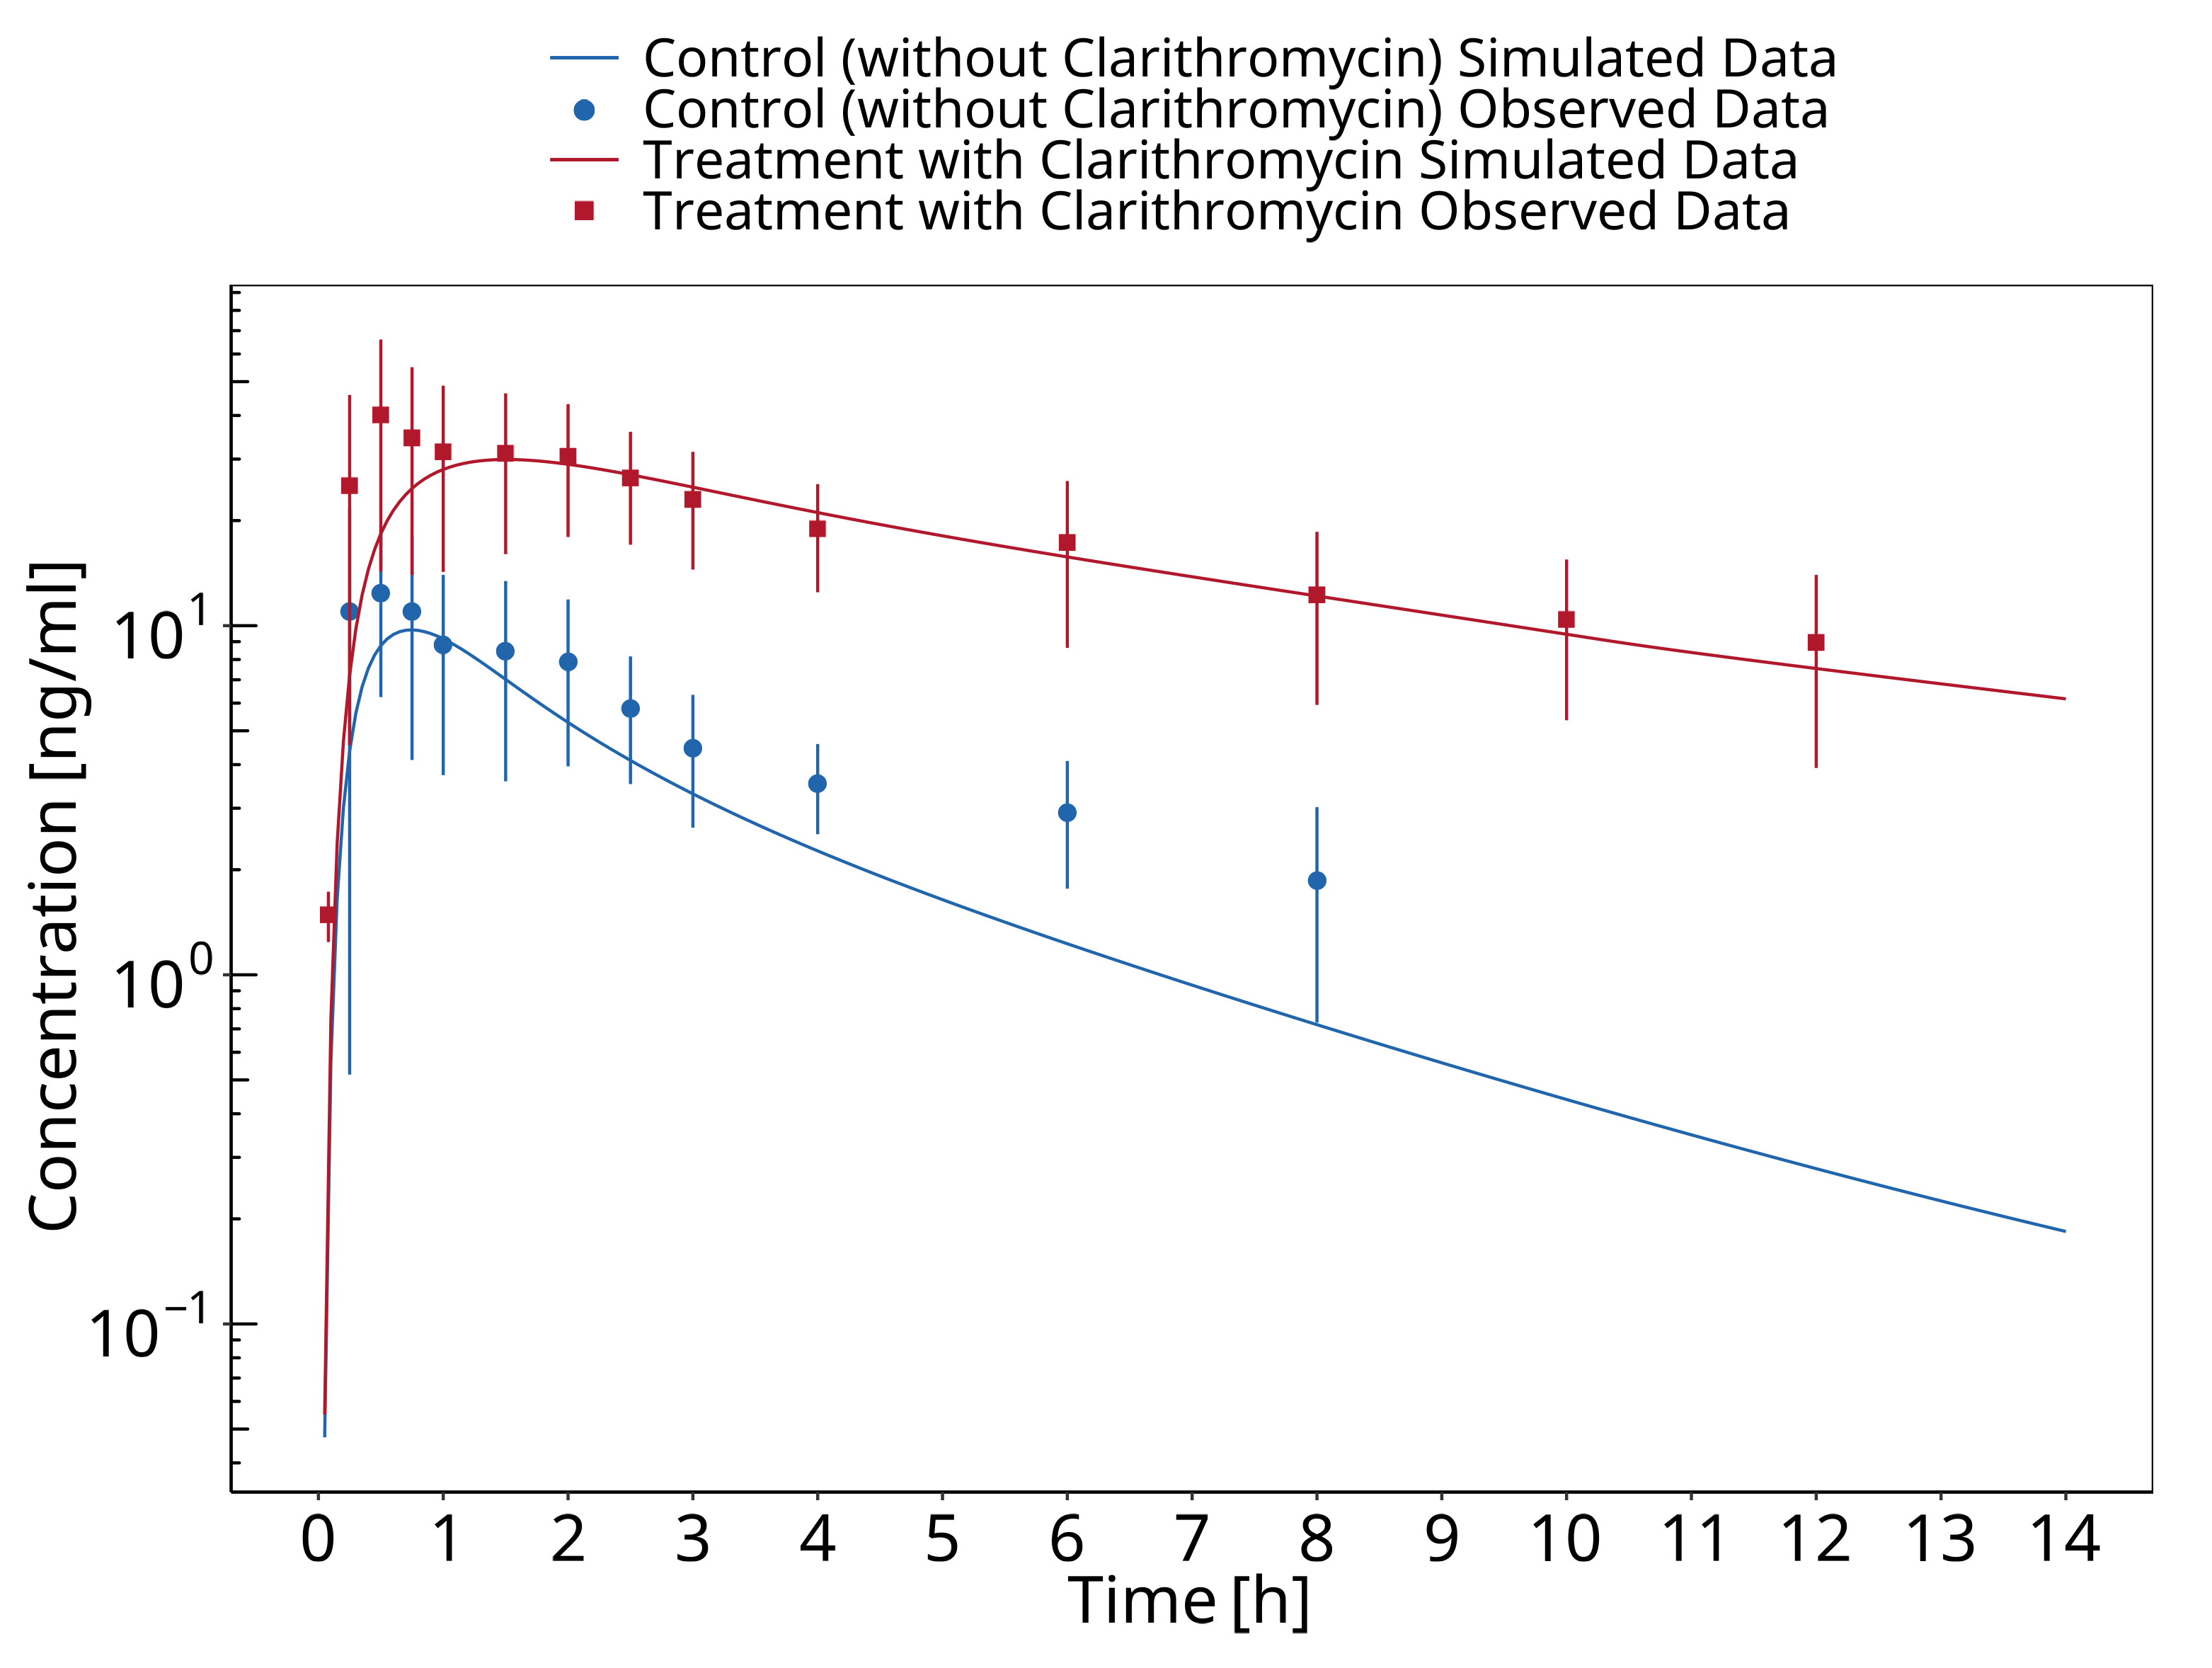 Control (without Clarithromycin) Simulated Data
Control (without Clarithromycin) Observed Data
Treatment with Clarithromycin Simulated Data
Treatment with Clarithromycin Observed Data
Concentration [ng/ml]
10^1
10^0
10^−1
0 1 2 3 4 5 6 7 8 9 10 11 12 13 14
Time [h]